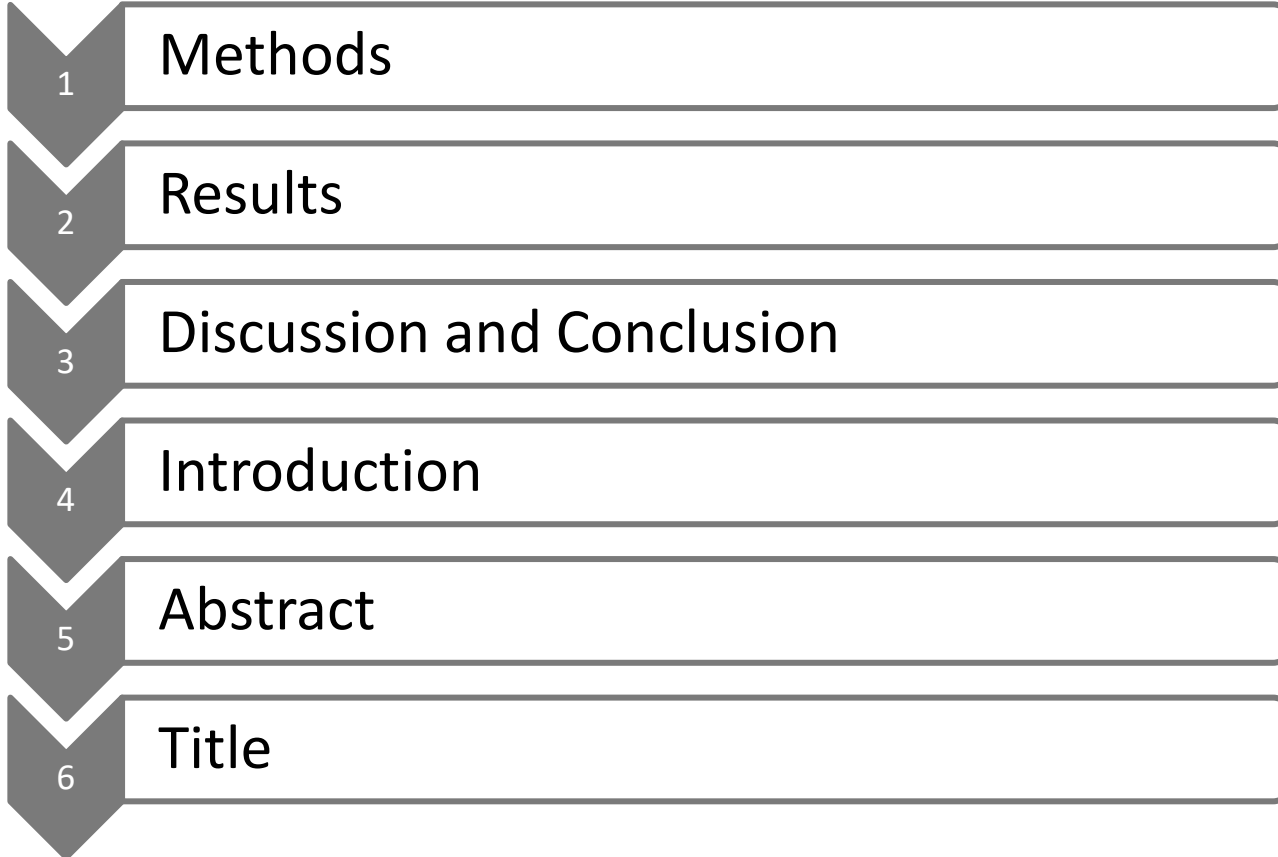 1 Methods
2 Results
3 Discussion and Conclusion
4 Introduction
5 Abstract
6 Title